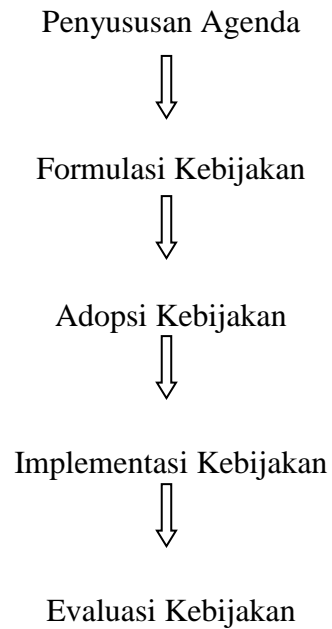 Penyususan Agenda
Formulasi Kebijakan
Adopsi Kebijakan
Implementasi Kebijakan
Evaluasi Kebijakan